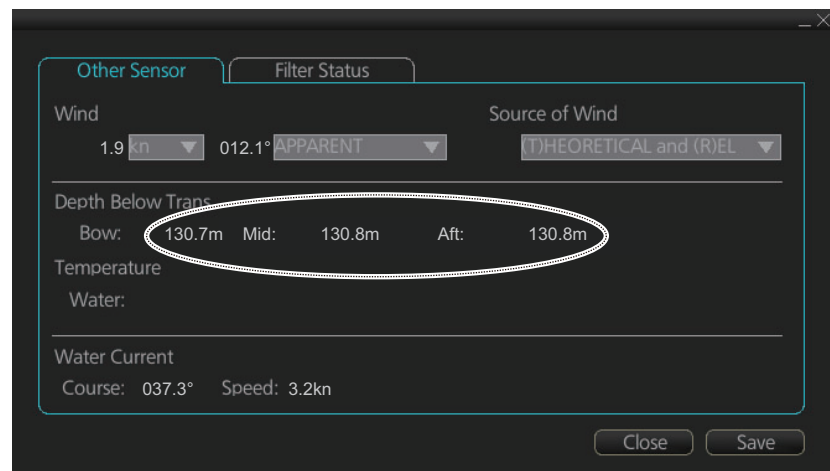 Other Sensor Filter Status
Wind Source of Wind
1.9 kn 012.1° APPARENT (T)HEORETICAL and (R)EL
Depth Below Trans
Bow: 130.7m Mid: 130.8m Aft: 130.8m
Temperature
Water:
Water Current
Course: 037.3° Speed: 3.2kn
Close Save